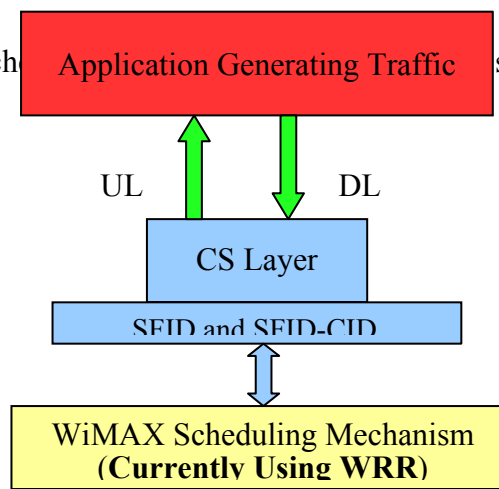 Application Generating Traffic
UL DL
CS Layer
SFID and SFID-CID
WiMAX Scheduling Mechanism
(Currently Using WRR)